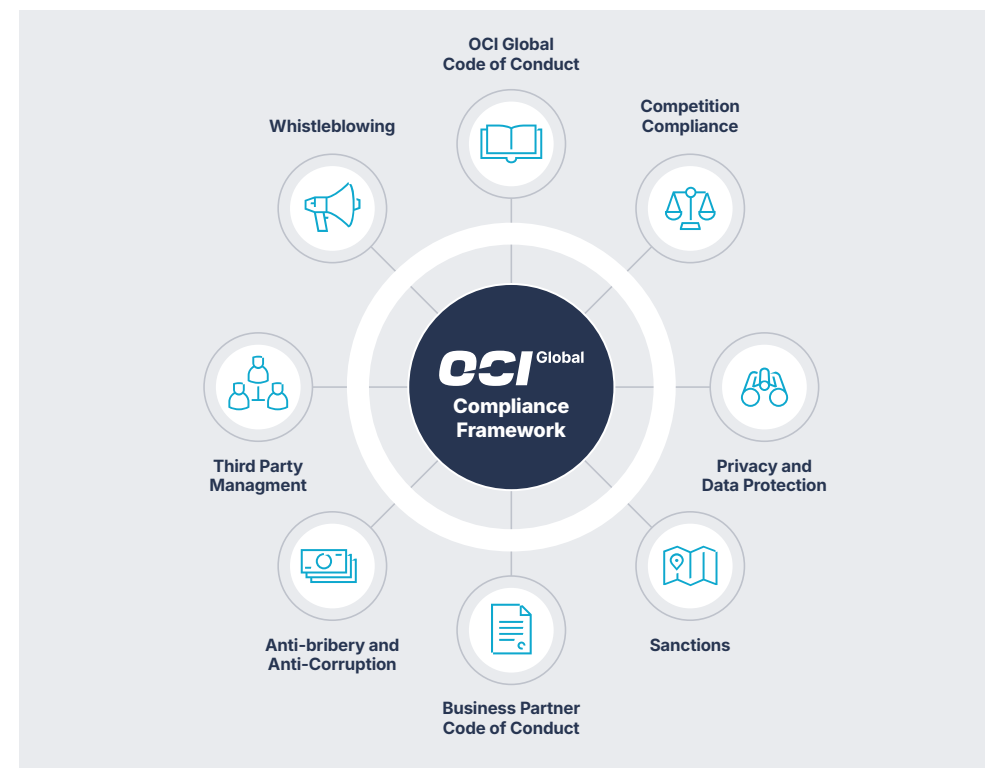 OCI Global
Code of Conduct
Competition
Compliance
Whistleblowing
OCI Global
Compliance
Framework
Third Party
Managment
Privacy and
Data Protection
Anti-bribery and
Anti-Corruption
Sanctions
Business Partner
Code of Conduct